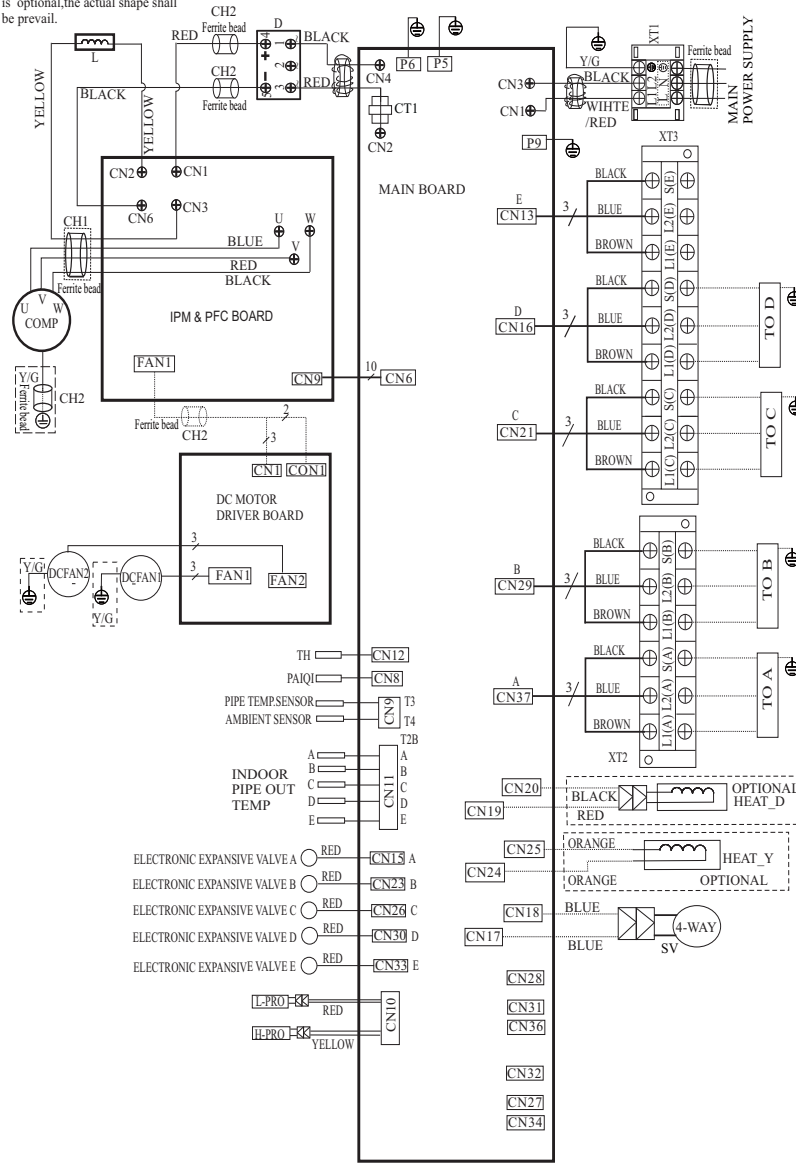 is optional,the actual shape shall
be prevail.
CH2
Ferrite bead
RED
D
BLACK
4
1
+
2
−
3
RED
L
YELLOW
YELLOW
BLACK
CH2
Ferrite bead
CN4
CT1
CN2
P6
P5
MAIN BOARD
CN3
CN1
Y/G
BLACK
WIHTE
/RED
XT1
L1
L2
L
N
Ferrite bead
MAIN
POWER SUPPLY
P9
CN2
CN1
CN6
CN3
CH1
U
W
V
BLUE
RED
BLACK
Ferrite bead
U
V
W
COMP
IPM & PFC BOARD
Y/G
Ferrite bead
CH2
FAN1
CN9
10
CN6
Ferrite bead
CH2
2
3
CN1
CON1
DC MOTOR
DRIVER BOARD
3
3
FAN1
FAN2
Y/G
DCFAN2
DCFAN1
Y/G
XT3
E
CN13
3
BLACK
BLUE
BROWN
S(E)
L2(E)
L1(E)
D
CN16
3
BLACK
BLUE
BROWN
S(D)
L2(D)
L1(D)
TO D
C
CN21
3
BLACK
BLUE
BROWN
S(C)
L2(C)
L1(C)
TO C
B
CN29
3
BLACK
BLUE
BROWN
S(B)
L2(B)
L1(B)
TO B
A
CN37
3
BLACK
BLUE
BROWN
S(A)
L2(A)
L1(A)
TO A
XT2
TH
CN12
PAIQI
CN8
PIPE TEMP.SENSOR
AMBIENT SENSOR
CN9
T3
T4
T2B
INDOOR
PIPE OUT
TEMP
A
B
C
D
E
CN11
A
B
C
D
E
ELECTRONIC EXPANSIVE VALVE A
RED
CN15
A
ELECTRONIC EXPANSIVE VALVE B
RED
CN23
B
ELECTRONIC EXPANSIVE VALVE C
RED
CN26
C
ELECTRONIC EXPANSIVE VALVE D
RED
CN30
D
ELECTRONIC EXPANSIVE VALVE E
RED
CN33
E
L-PRO
RED
H-PRO
YELLOW
CN10
CN20
CN19
BLACK
RED
OPTIONAL
HEAT_D
CN25
CN24
ORANGE
ORANGE
HEAT_Y
OPTIONAL
CN18
CN17
BLUE
BLUE
4-WAY
SV
CN28
CN31
CN36
CN32
CN27
CN34